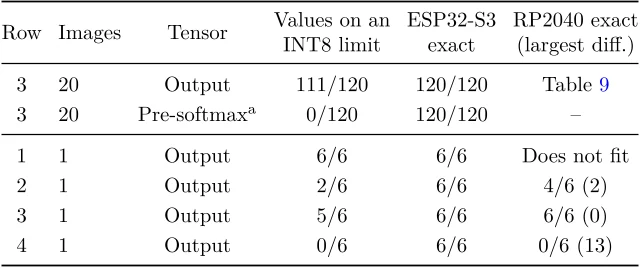 Row Images Tensor Values on an INT8 limit ESP32-S3 exact RP2040 exact (largest diff.)
3 20 Output 111/120 120/120 Table 9
3 20 Pre-softmaxᵃ 0/120 120/120 –
1 1 Output 6/6 6/6 Does not fit
2 1 Output 2/6 6/6 4/6 (2)
3 1 Output 5/6 6/6 6/6 (0)
4 1 Output 0/6 6/6 0/6 (13)